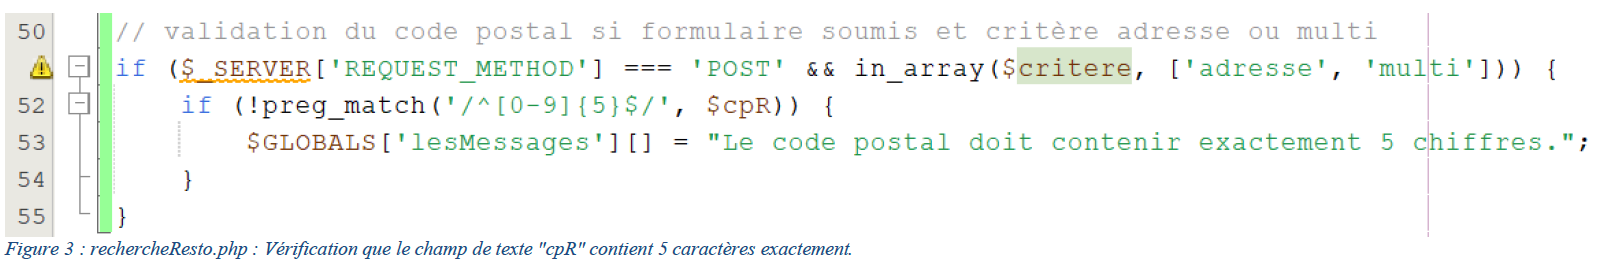 50 // validation du code postal si formulaire soumis et critère adresse ou multi
if ($_SERVER['REQUEST_METHOD'] === 'POST' && in_array($critere, ['adresse', 'multi'])) {
52 if (!preg_match('/^[0-9]{5}$/', $cpR)) {
53 $GLOBALS['lesMessages'][] = "Le code postal doit contenir exactement 5 chiffres.";
54 }
55 }
Figure 3 : rechercheResto.php : Vérification que le champ de texte "cpR" contient 5 caractères exactement.